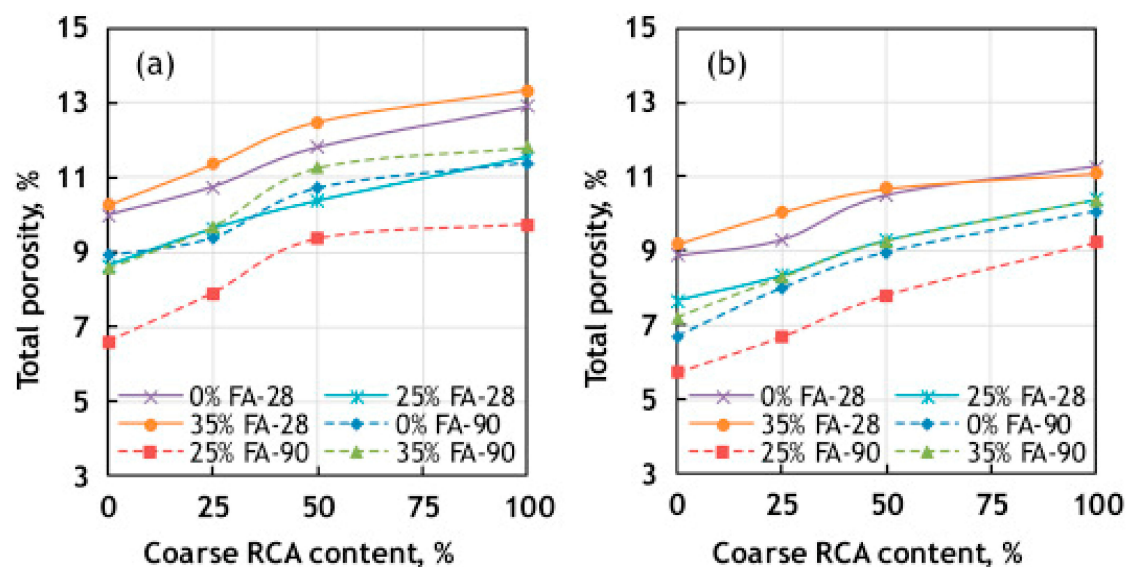 (a)
Total porosity, %
15
13
11
9
7
5
3
0% FA-28 25% FA-28
35% FA-28 0% FA-90
25% FA-90 35% FA-90
0 25 50 75 100
Coarse RCA content, %
(b)
Total porosity, %
15
13
11
9
7
5
3
0% FA-28 25% FA-28
35% FA-28 0% FA-90
25% FA-90 35% FA-90
0 25 50 75 100
Coarse RCA content, %